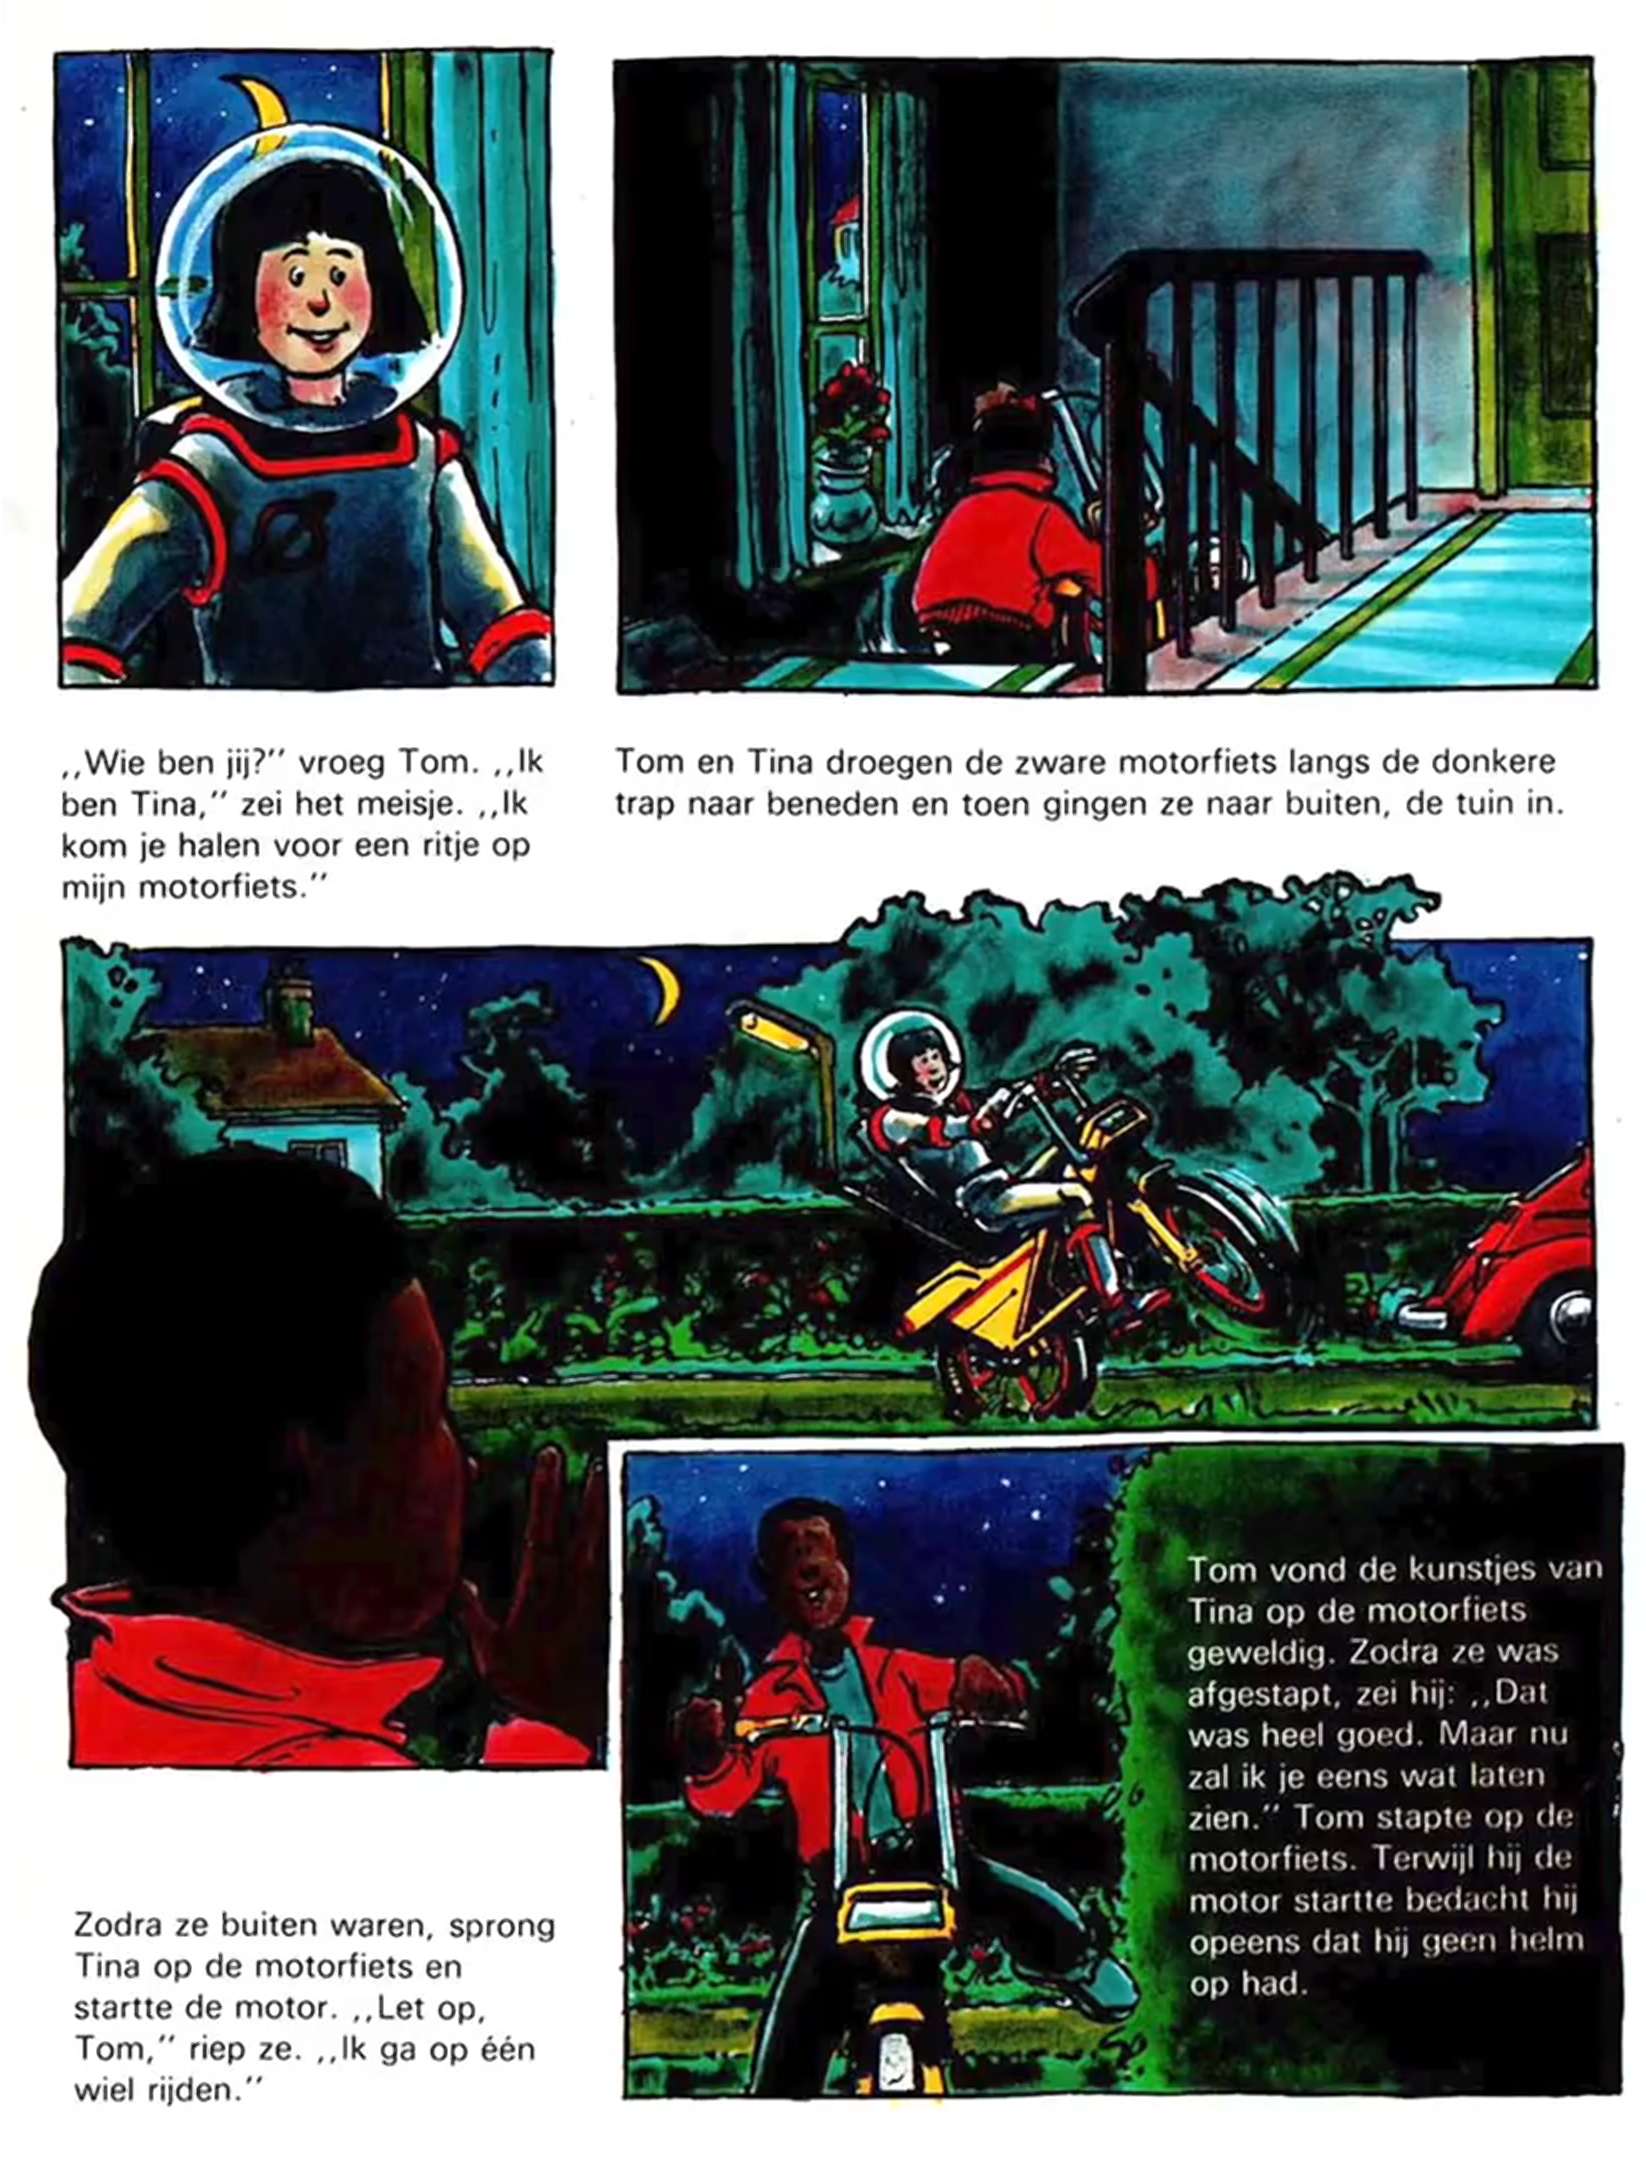 ,,Wie ben jij?'' vroeg Tom. ,,Ik
ben Tina,'' zei het meisje. ,,Ik
kom je halen voor een ritje op
mijn motorfiets.''
Tom en Tina droegen de zware motorfiets langs de donkere
trap naar beneden en toen gingen ze naar buiten, de tuin in.
Zodra ze buiten waren, sprong
Tina op de motorfiets en
startte de motor. ,,Let op,
Tom,'' riep ze. ,,Ik ga op één
wiel rijden.''
Tom vond de kunstjes van
Tina op de motorfiets
geweldig. Zodra ze was
afgestapt, zei hij: ,,Dat
was heel goed. Maar nu
zal ik je eens wat laten
zien.'' Tom stapte op de
motorfiets. Terwijl hij de
motor startte bedacht hij
opeens dat hij geen helm
op had.